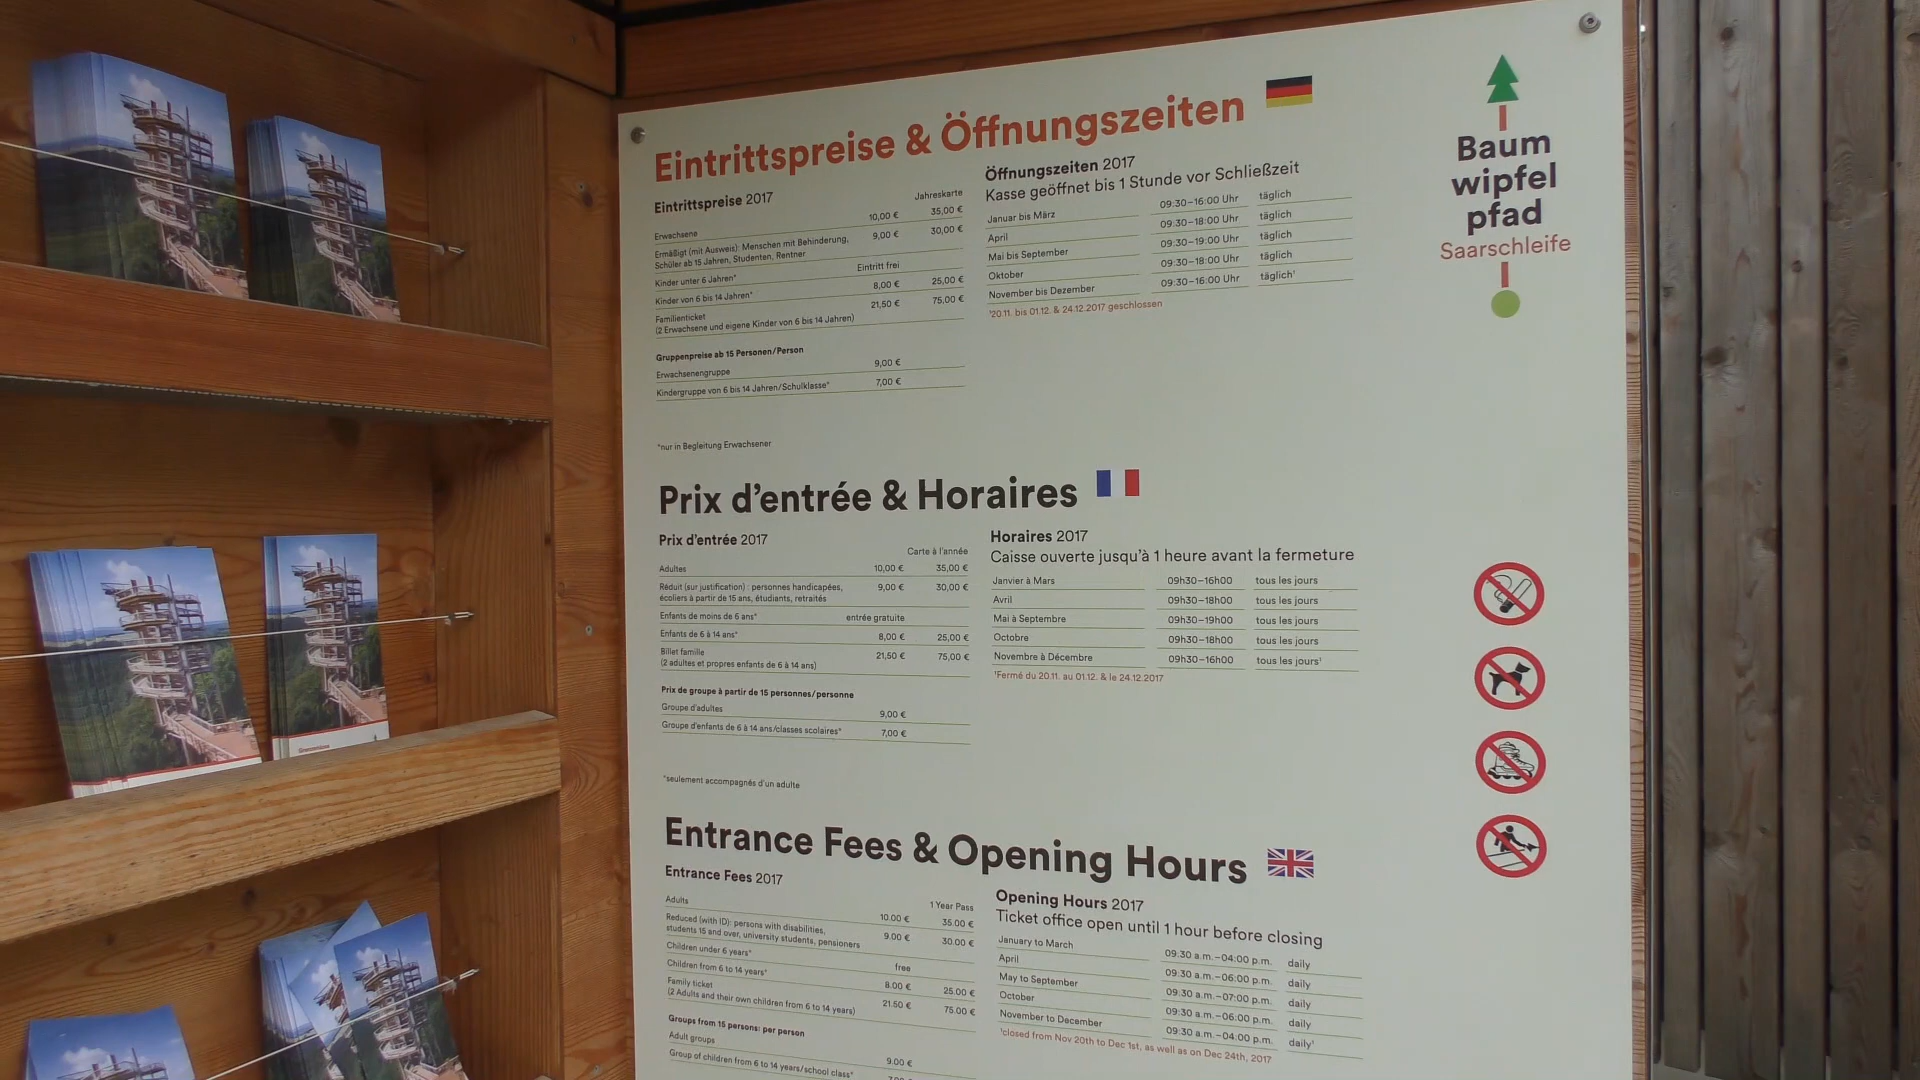 Eintrittspreise & Öffnungszeiten
Eintrittspreise 2017
Jahreskarte
Erwachsene 10,00 € 35,00 €
Ermäßigt (mit Ausweis): Menschen mit Behinderung, 9,00 € 30,00 €
Schüler ab 15 Jahren, Studenten, Rentner
Kinder unter 6 Jahren* Eintritt frei
Kinder von 6 bis 14 Jahren* 8,00 € 25,00 €
Familienticket 21,50 € 75,00 €
(2 Erwachsene und eigene Kinder von 6 bis 14 Jahren)
Gruppenpreise ab 15 Personen/Person
Erwachsenengruppe 9,00 €
Kindergruppe von 6 bis 14 Jahren/Schulklasse* 7,00 €
*nur in Begleitung Erwachsener
Öffnungszeiten 2017
Kasse geöffnet bis 1 Stunde vor Schließzeit
Januar bis März 09:30–16:00 Uhr täglich
April 09:30–18:00 Uhr täglich
Mai bis September 09:30–19:00 Uhr täglich
Oktober 09:30–18:00 Uhr täglich
November bis Dezember 09:30–16:00 Uhr täglich¹
¹20.11. bis 01.12. & 24.12.2017 geschlossen
Baum
wipfel
pfad
Saarschleife
Prix d’entrée & Horaires
Prix d’entrée 2017
Carte à l’année
Adultes 10,00 € 35,00 €
Réduit (sur justification) : personnes handicapées, 9,00 € 30,00 €
écoliers à partir de 15 ans, étudiants, retraités
Enfants de moins de 6 ans* entrée gratuite
Enfants de 6 à 14 ans* 8,00 € 25,00 €
Billet famille 21,50 € 75,00 €
(2 adultes et propres enfants de 6 à 14 ans)
Prix de groupe à partir de 15 personnes/personne
Groupe d’adultes 9,00 €
Groupe d’enfants de 6 à 14 ans/classes scolaires* 7,00 €
*seulement accompagnés d’un adulte
Horaires 2017
Caisse ouverte jusqu’à 1 heure avant la fermeture
Janvier à Mars 09h30–16h00 tous les jours
Avril 09h30–18h00 tous les jours
Mai à Septembre 09h30–19h00 tous les jours
Octobre 09h30–18h00 tous les jours
Novembre à Décembre 09h30–16h00 tous les jours¹
¹Fermé du 20.11. au 01.12. & le 24.12.2017
Entrance Fees & Opening Hours
Entrance Fees 2017
1 Year Pass
Adults 10.00 € 35.00 €
Reduced (with ID): persons with disabilities, 9.00 € 30.00 €
students 15 and over, university students, pensioners
Children under 6 years* free
Children from 6 to 14 years* 8.00 € 25.00 €
Family ticket 21.50 € 75.00 €
(2 Adults and their own children from 6 to 14 years)
Groups from 15 persons: per person
Adult groups 9.00 €
Group of children from 6 to 14 years/school class*
Opening Hours 2017
Ticket office open until 1 hour before closing
January to March 09:30 a.m.–04:00 p.m. daily
April 09:30 a.m.–06:00 p.m. daily
May to September 09:30 a.m.–07:00 p.m. daily
October 09:30 a.m.–06:00 p.m. daily
November to December 09:30 a.m.–04:00 p.m. daily¹
¹closed from Nov 20th to Dec 1st, as well as on Dec 24th, 2017